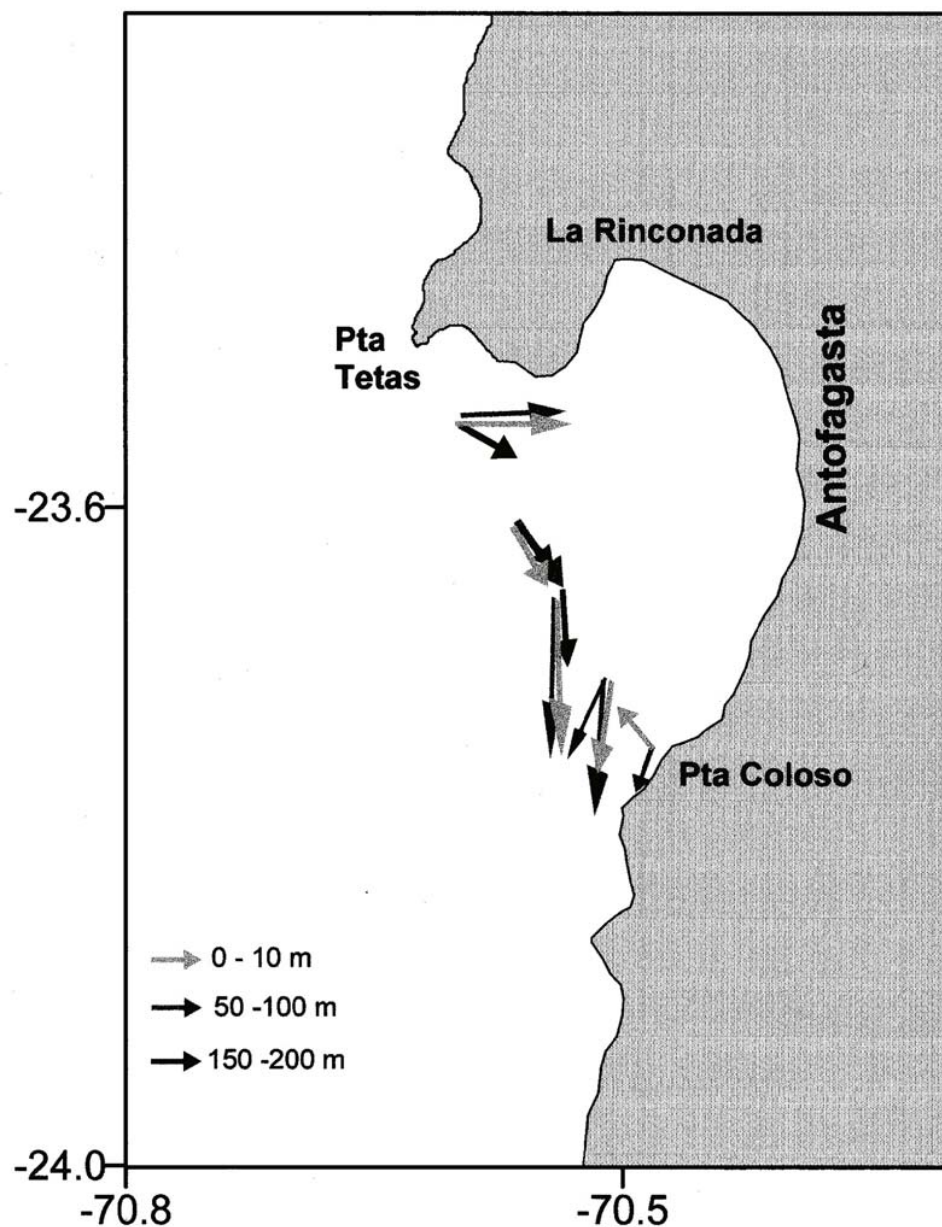 La Rinconada
Pta
Tetas
Antofagasta
-23.6
Pta Coloso
0 - 10 m
50 -100 m
150 -200 m
-24.0
-70.8
-70.5